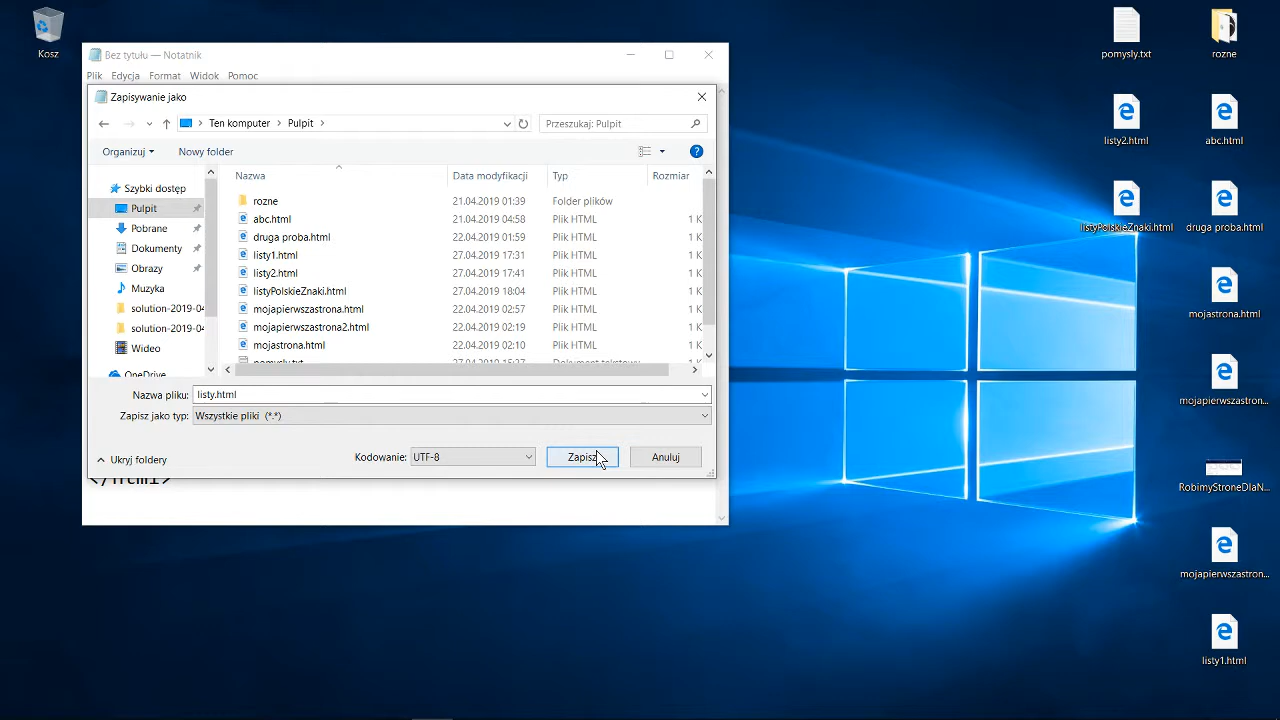 Kosz
Bez tytułu — Notatnik
Plik Edycja Format Widok Pomoc
Zapisywanie jako
Ten komputer Pulpit
Przeszukaj: Pulpit
Organizuj New folder
Szybki dostęp
Pulpit
Pobrane
Dokumenty
Obrazy
Muzyka
solution-2019-04
solution-2019-04
Wideo
OneDrive
Nazwa Data modyfikacji Typ Rozmiar
rozne 21.04.2019 01:39 Folder plików
abc.html 21.04.2019 04:58 Plik HTML 1 K
druga proba.html 22.04.2019 01:59 Plik HTML 1 K
listy1.html 27.04.2019 17:31 Plik HTML 1 K
listy2.html 27.04.2019 17:41 Plik HTML 1 K
listyPolskieZnaki.html 27.04.2019 14:04 Plik HTML 1 K
mojapierwszastrona.html 22.04.2019 02:57 Plik HTML 1 K
mojapierwszastrona2.html 22.04.2019 02:19 Plik HTML 1 K
mojastrona.html 22.04.2019 02:10 Plik HTML 1 K
pomysly.txt 27.04.2019 15:27 Dokument tekstowy 1 K
Nazwa pliku: listy.html
Zapisz jako typ: Wszystkie pliki (*.*)
Ukryj foldery
Kodowanie: UTF-8 Zapisz Anuluj
</html>
pomysly.txt rozne
listy2.html abc.html
listyPolskieZnaki.html druga proba.html
mojastrona.html
mojapierwszastron...
RobimyStroneDlaN...
mojapierwszastron...
listy1.html